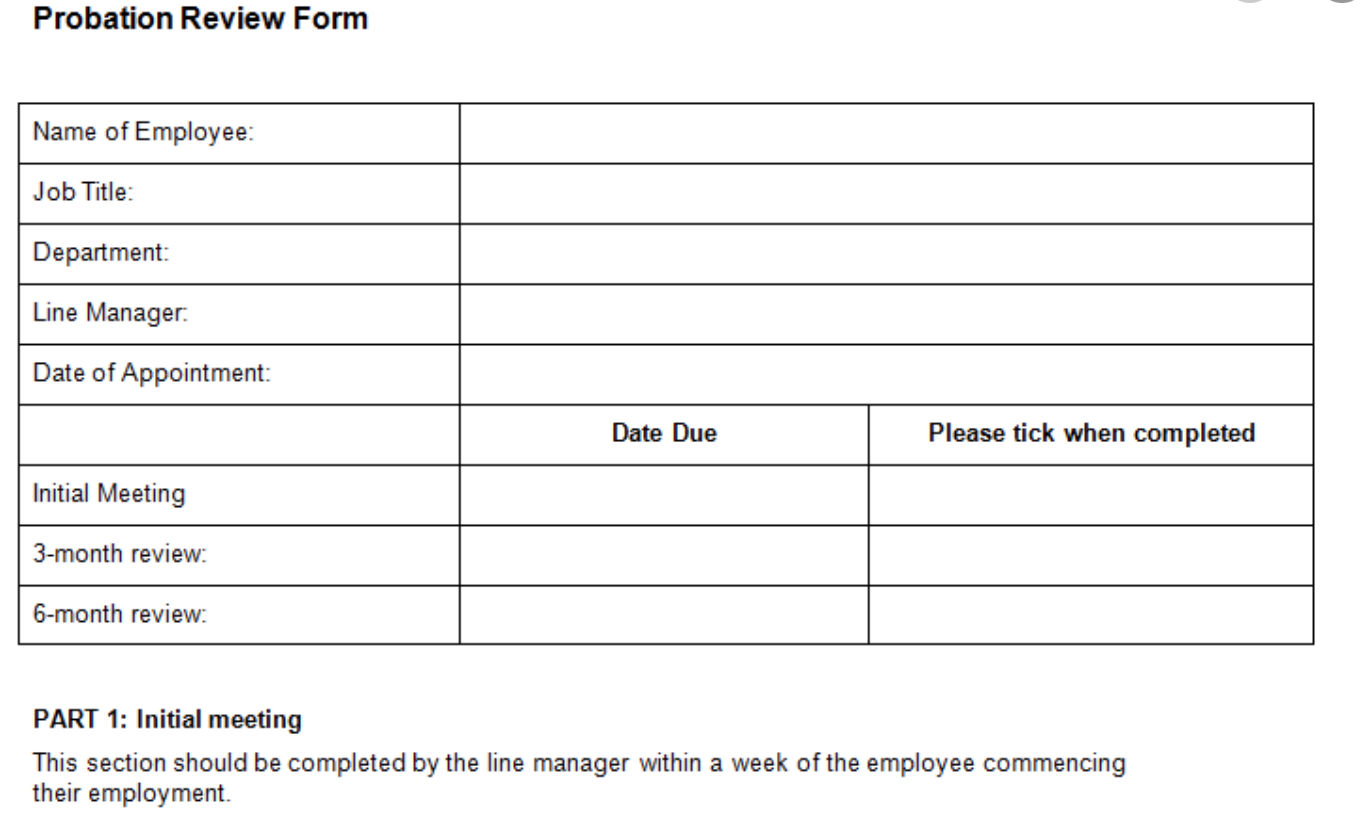 Probation Review Form
Name of Employee:
Job Title:
Department:
Line Manager:
Date of Appointment:
Date Due Please tick when completed
Initial Meeting
3-month review:
6-month review:
PART 1: Initial meeting
This section should be completed by the line manager within a week of the employee commencing
their employment.